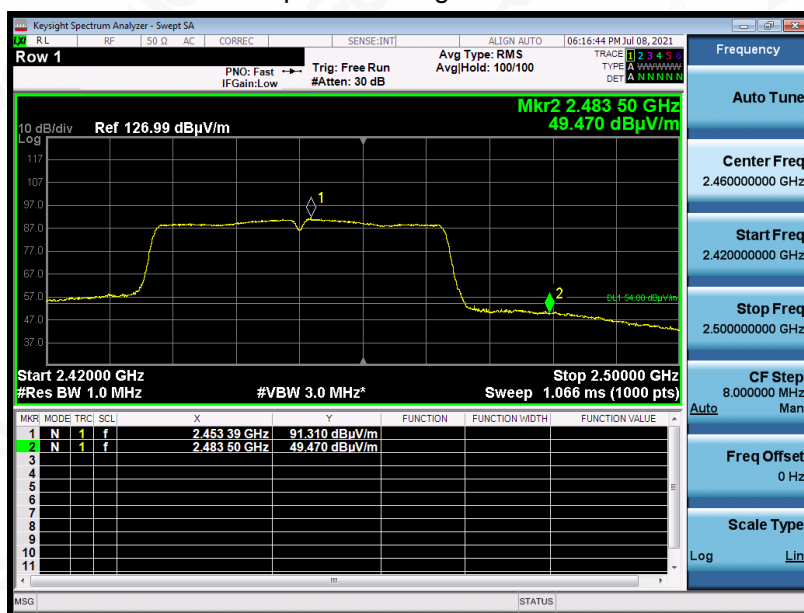 Keysight Spectrum Analyzer - Swept SA
LXI RL RF 50 Ω AC CORREC SENSE:INT ALIGN AUTO 06:16:44 PM Jul 08, 2021
Row 1
PNO: Fast
IFGain:Low
Trig: Free Run
#Atten: 30 dB
Avg Type: RMS
Avg|Hold: 100/100
TRACE 1 2 3 4 5 6
TYPE A WWWWW
DET A N N N N N
Mkr2 2.483 50 GHz
49.470 dBµV/m
10 dB/div Ref 126.99 dBµV/m
Log
117
107
97.0
87.0
77.0
67.0
57.0
47.0
37.0
1
2
DL1 54.00 dBµV/m
Start 2.42000 GHz Stop 2.50000 GHz
#Res BW 1.0 MHz #VBW 3.0 MHz* Sweep 1.066 ms (1000 pts)
MKR MODE TRC SCL X Y FUNCTION FUNCTION WIDTH FUNCTION VALUE
1 N 1 f 2.453 39 GHz 91.310 dBµV/m
2 N 1 f 2.483 50 GHz 49.470 dBµV/m
3
4
5
6
7
8
9
10
11
MSG STATUS
Frequency
Auto Tune
Center Freq
2.460000000 GHz
Start Freq
2.420000000 GHz
Stop Freq
2.500000000 GHz
CF Step
8.000000 MHz
Auto Man
Freq Offset
0 Hz
Scale Type
Log Lin